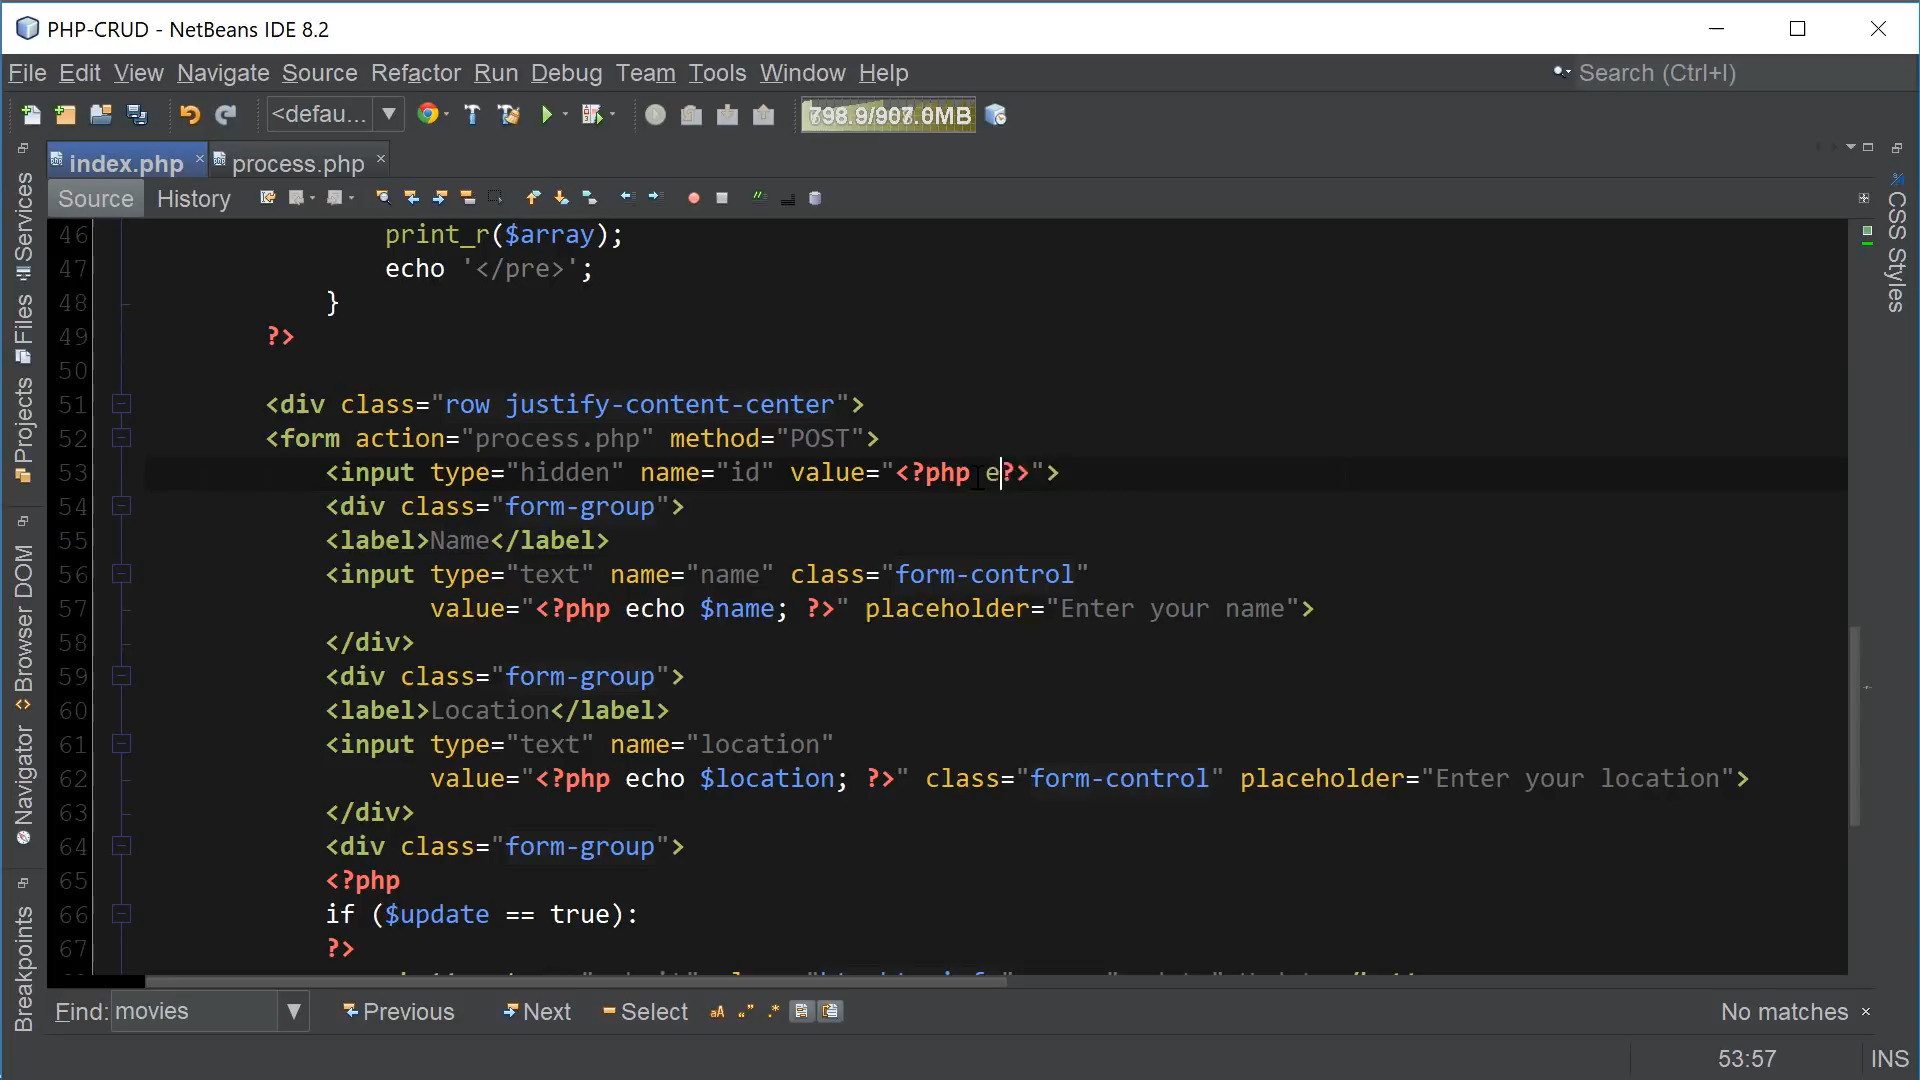 PHP-CRUD - NetBeans IDE 8.2
File Edit View Navigate Source Refactor Run Debug Team Tools Window Help
Search (Ctrl+I)
<defau...
798.9/907.0MB
index.php
process.php
Source History
Services
Files
Projects
Browser DOM
Navigator
Breakpoints
CSS Styles
46 print_r($array);
47 echo '</pre>';
48 }
49 ?>
50
51 <div class="row justify-content-center">
52 <form action="process.php" method="POST">
53 <input type="hidden" name="id" value="<?php e?>">
54 <div class="form-group">
55 <label>Name</label>
56 <input type="text" name="name" class="form-control"
57 value="<?php echo $name; ?>" placeholder="Enter your name">
58 </div>
59 <div class="form-group">
60 <label>Location</label>
61 <input type="text" name="location"
62 value="<?php echo $location; ?>" class="form-control" placeholder="Enter your location">
63 </div>
64 <div class="form-group">
65 <?php
66 if ($update == true):
67 ?>
Find: movies Previous Next Select No matches
53:57 INS